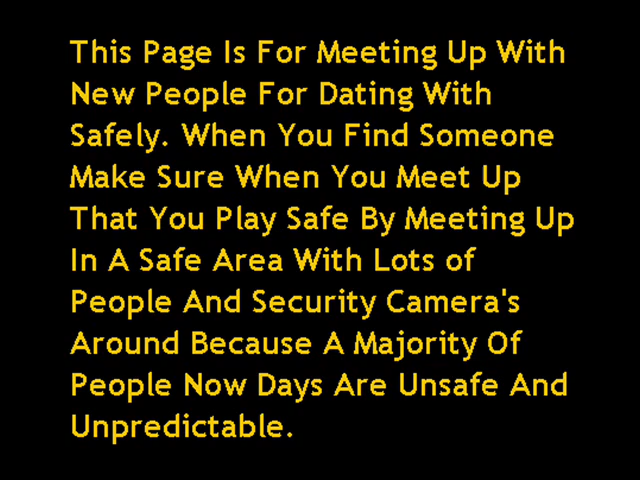 This Page Is For Meeting Up With
New People For Dating With
Safely. When You Find Someone
Make Sure When You Meet Up
That You Play Safe By Meeting Up
In A Safe Area With Lots of
People And Security Camera's
Around Because A Majority Of
People Now Days Are Unsafe And
Unpredictable.